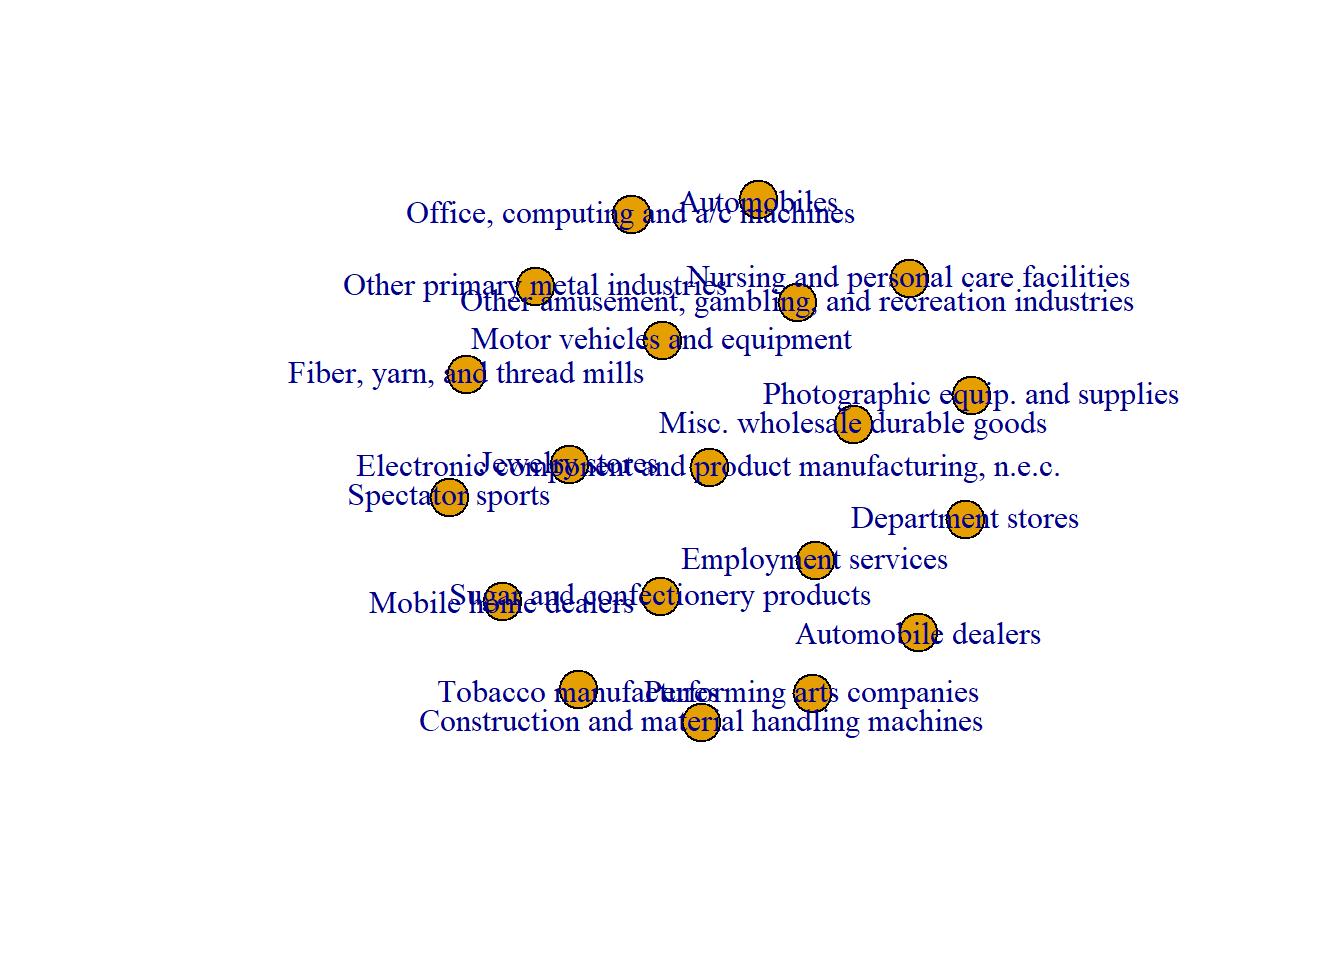 Automobiles
Office, computing and a/c machines
Nursing and personal care facilities
Other primary metal industries
Other amusement, gambling, and recreation industries
Motor vehicles and equipment
Fiber, yarn, and thread mills
Photographic equip. and supplies
Misc. wholesale durable goods
Jewelry stores
Electronic component and product manufacturing, n.e.c.
Spectator sports
Department stores
Employment services
Sugar and confectionery products
Mobile home dealers
Automobile dealers
Tobacco manufactures
Performing arts companies
Construction and material handling machines